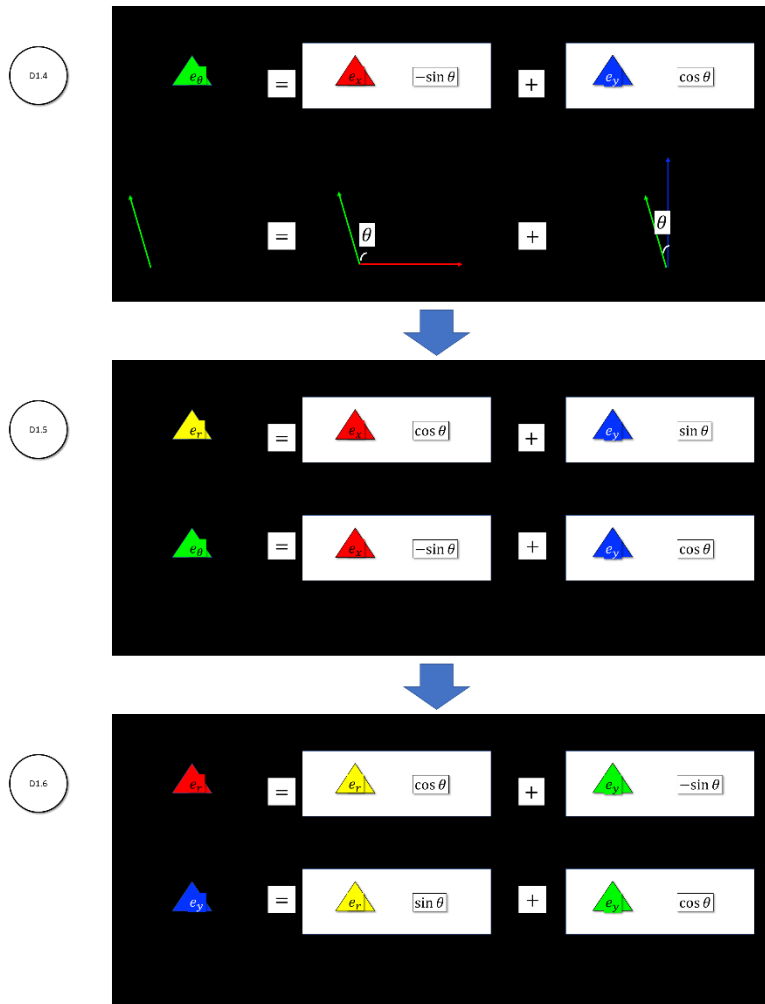 D1.4
e_θ = e_x −sin θ + e_y cos θ
= θ + θ
D1.5
e_r = e_x cos θ + e_y sin θ
e_θ = e_x −sin θ + e_y cos θ
D1.6
e_r = e_r cos θ + e_y −sin θ
e_y = e_r sin θ + e_y cos θ